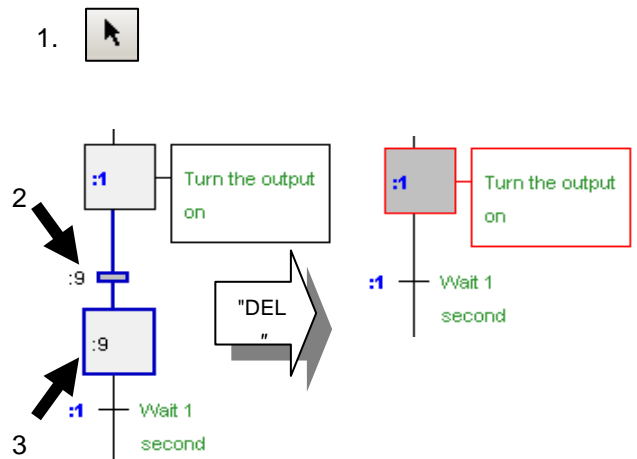 1.
:1
Turn the output
on
2
:9
:9
:1
Wait 1
second
3
"DEL
"
:1
Turn the output
on
:1
Wait 1
second